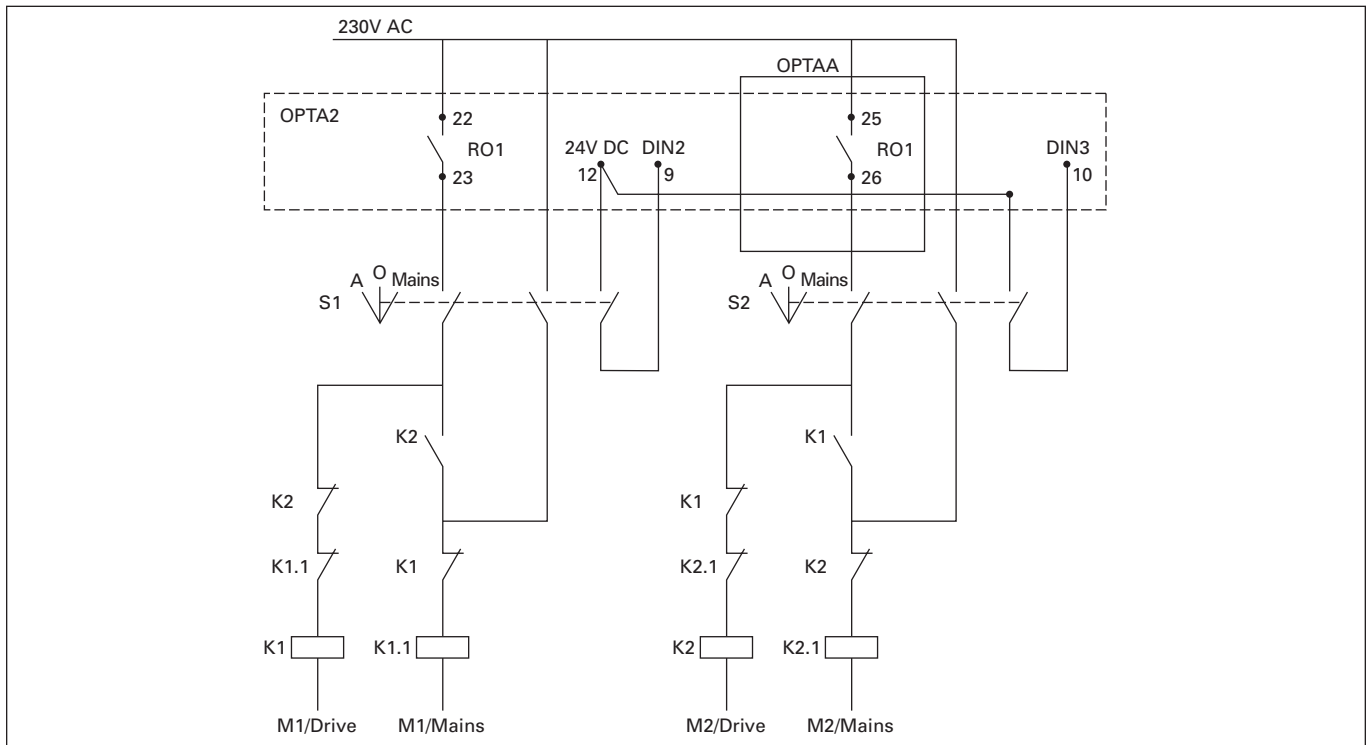 230V AC
OPTAA
OPTA2
22
25
RO1
24V DC
DIN2
RO1
DIN3
23
12
9
26
10
A
O
Mains
S1
A
O
Mains
S2
K2
K1
K2
K1
K1.1
K1
K2.1
K2
K1
K1.1
K2
K2.1
M1/Drive
M1/Mains
M2/Drive
M2/Mains